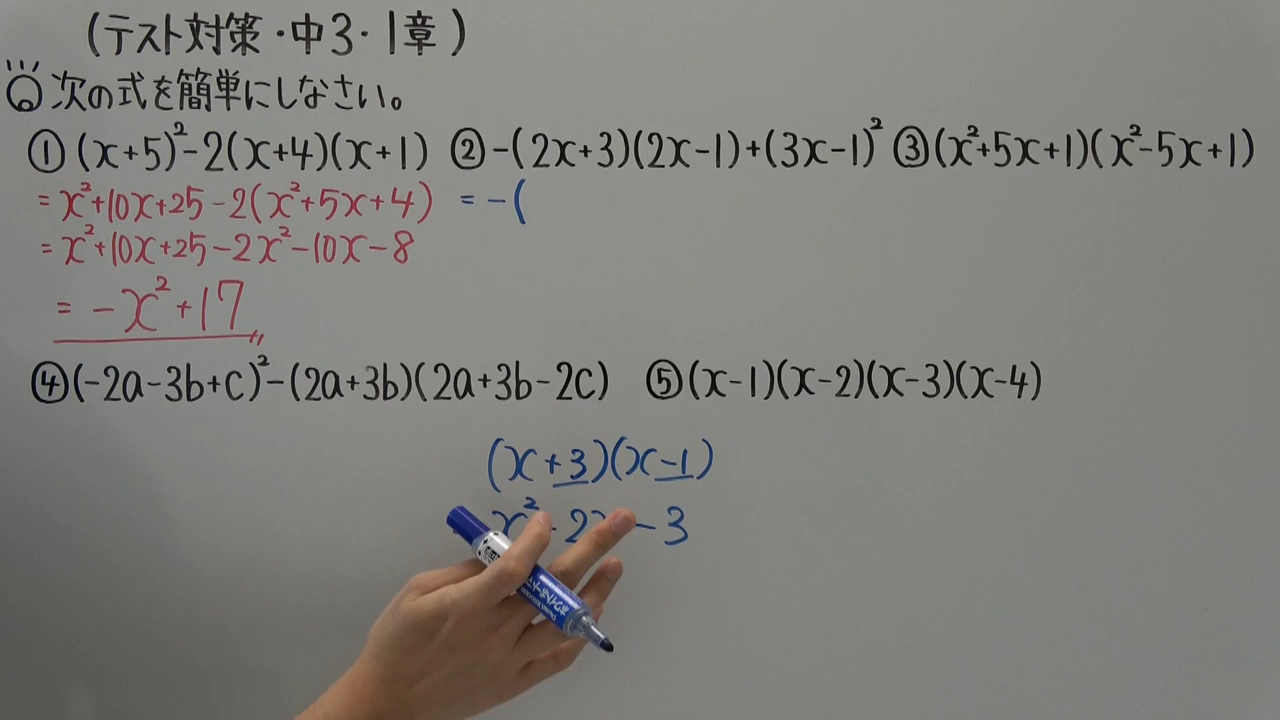 (テスト対策・中3・1章)
Q 次の式を簡単にしなさい。
① (x+5)²-2(x+4)(x+1) ② -(2x+3)(2x-1)+(3x-1)² ③ (x²+5x+1)(x²-5x+1)
= x²+10x+25-2(x²+5x+4) = -(
= x²+10x+25-2x²-10x-8
= -x²+17
④ (-2a-3b+c)²-(2a+3b)(2a+3b-2c) ⑤ (x-1)(x-2)(x-3)(x-4)
(x+3)(x-1)
x² 2 -3